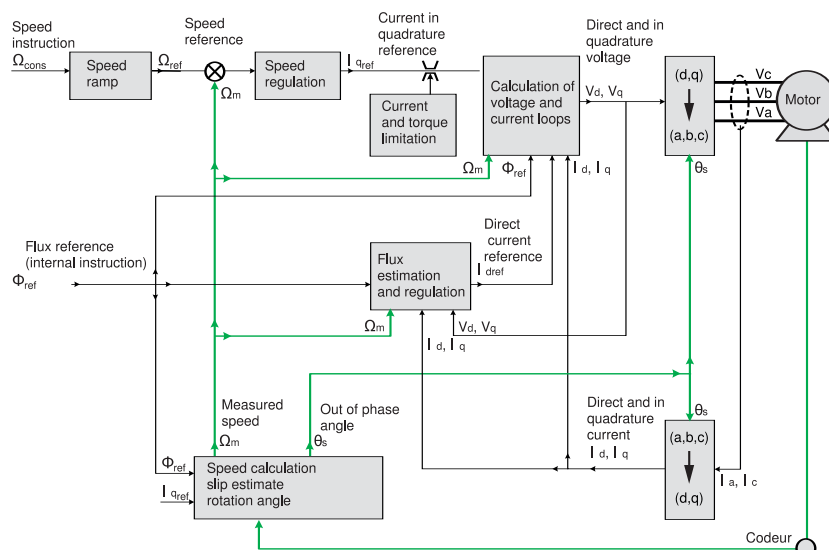 Speed
instruction
Ωcons
Speed
ramp
Ωref
Speed
reference
Ωm
Speed
regulation
Current in
quadrature
reference
I qref
Current
and torque
limitation
Calculation of
voltage and
current loops
Direct and in
quadrature
voltage
Vd, Vq
(d,q)
(a,b,c)
Vc
Vb
Va
Motor
Ωm
Φref
I d, I q
θs
Flux reference
(internal instruction)
Φref
Flux
estimation
and regulation
Direct
current
reference
I dref
Ωm
I d, I q
Vd, Vq
Measured
speed
Ωm
Out of phase
angle
θs
Direct and in
quadrature
current
I d, I q
θs
(a,b,c)
(d,q)
I a, I c
Φref
I qref
Speed calculation
slip estimate
rotation angle
Codeur